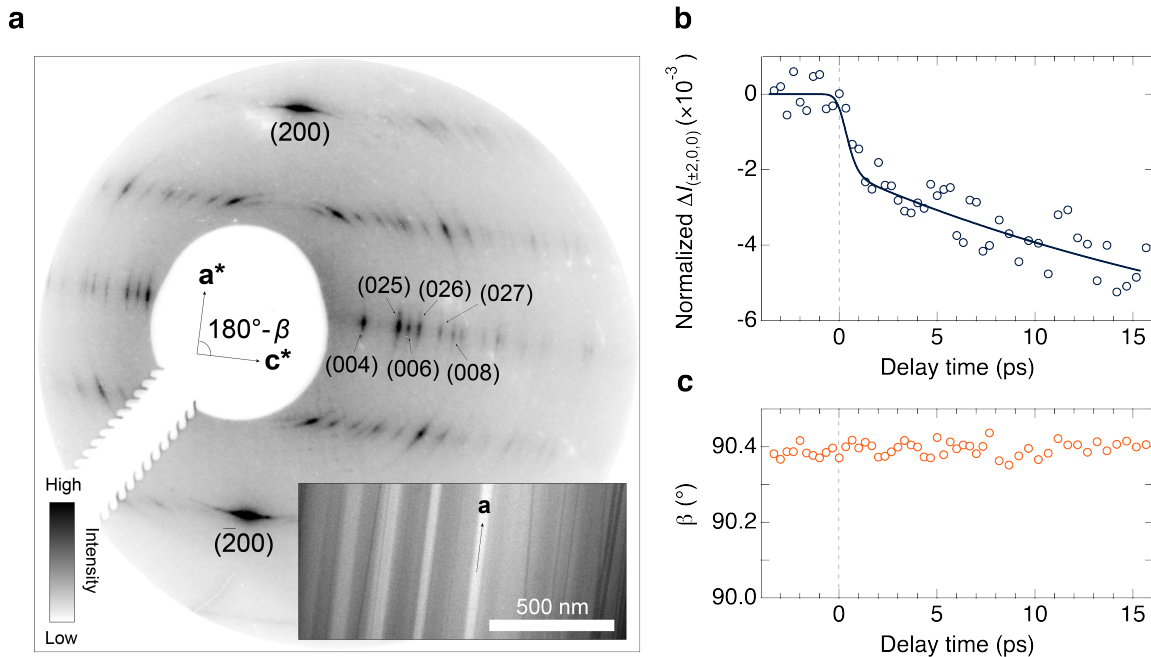 a
(200)
(025) (026) (027)
a*
180°-β
c*
(004) (006) (008)
High
Intensity
Low
(2̅00)
a
500 nm
b
Normalized ΔI(±2,0,0) (×10⁻³)
0
-2
-4
-6
0 5 10 15
Delay time (ps)
c
β (°)
90.4
90.2
90.0
0 5 10 15
Delay time (ps)